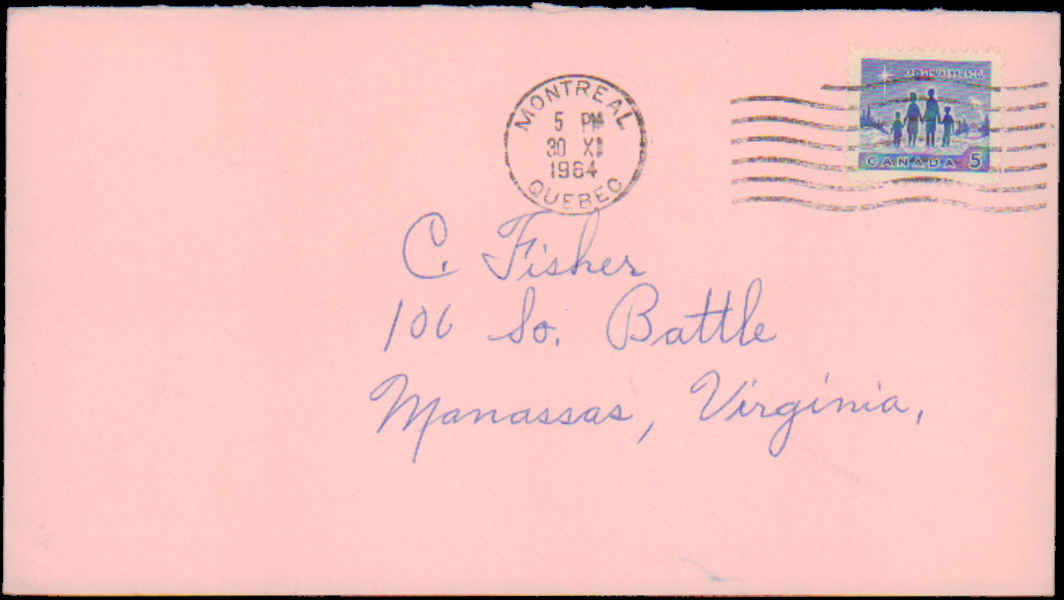 MONTREAL
5 PM
30 XI
1964
QUEBEC
CANADA 5
C. Fisher
106 So. Battle
Manassas, Virginia,